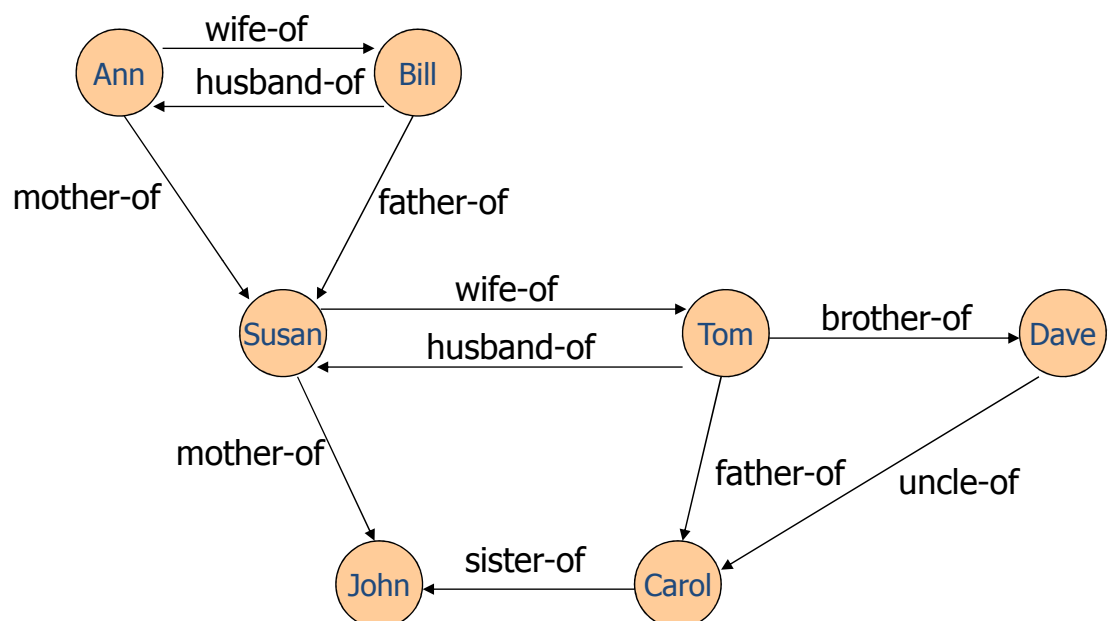 wife-of
Ann
Bill
husband-of
mother-of
father-of
wife-of
Susan
Tom
brother-of
Dave
husband-of
mother-of
father-of
uncle-of
sister-of
John
Carol